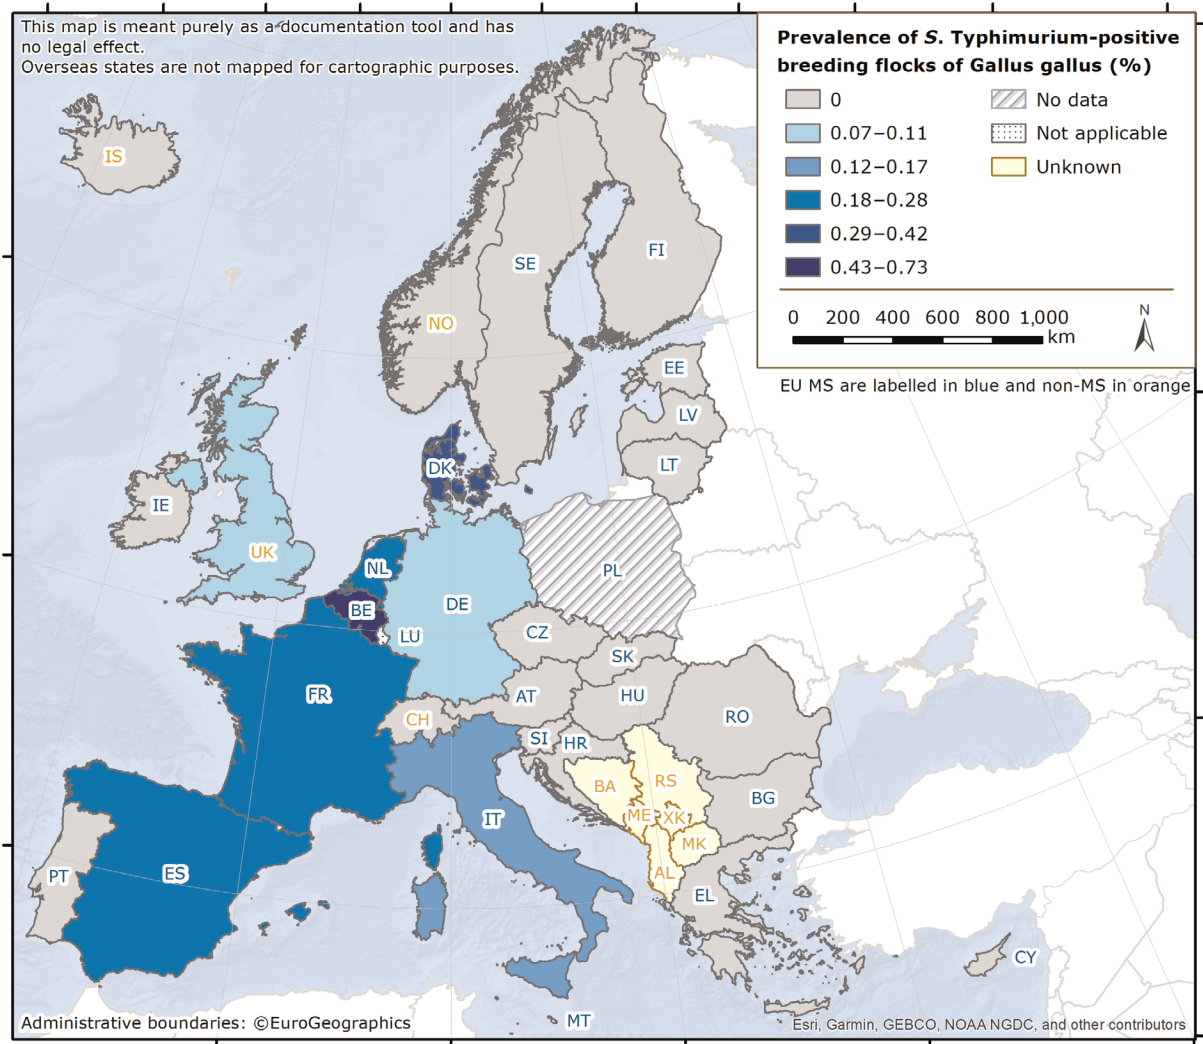 This map is meant purely as a documentation tool and has
no legal effect.
Overseas states are not mapped for cartographic purposes.
Prevalence of S. Typhimurium-positive
breeding flocks of Gallus gallus (%)
0
No data
0.07–0.11
Not applicable
0.12–0.17
Unknown
0.18–0.28
0.29–0.42
0.43–0.73
0 200 400 600 800 1,000
km
N
EU MS are labelled in blue and non-MS in orange
IS
FI
SE
NO
EE
LV
LT
DK
IE
UK
NL
PL
DE
BE
LU
CZ
SK
FR
AT
HU
CH
RO
SI
HR
RS
BA
BG
ME
XK
IT
MK
ES
PT
AL
EL
CY
MT
Administrative boundaries: ©EuroGeographics
Esri, Garmin, GEBCO, NOAA NGDC, and other contributors